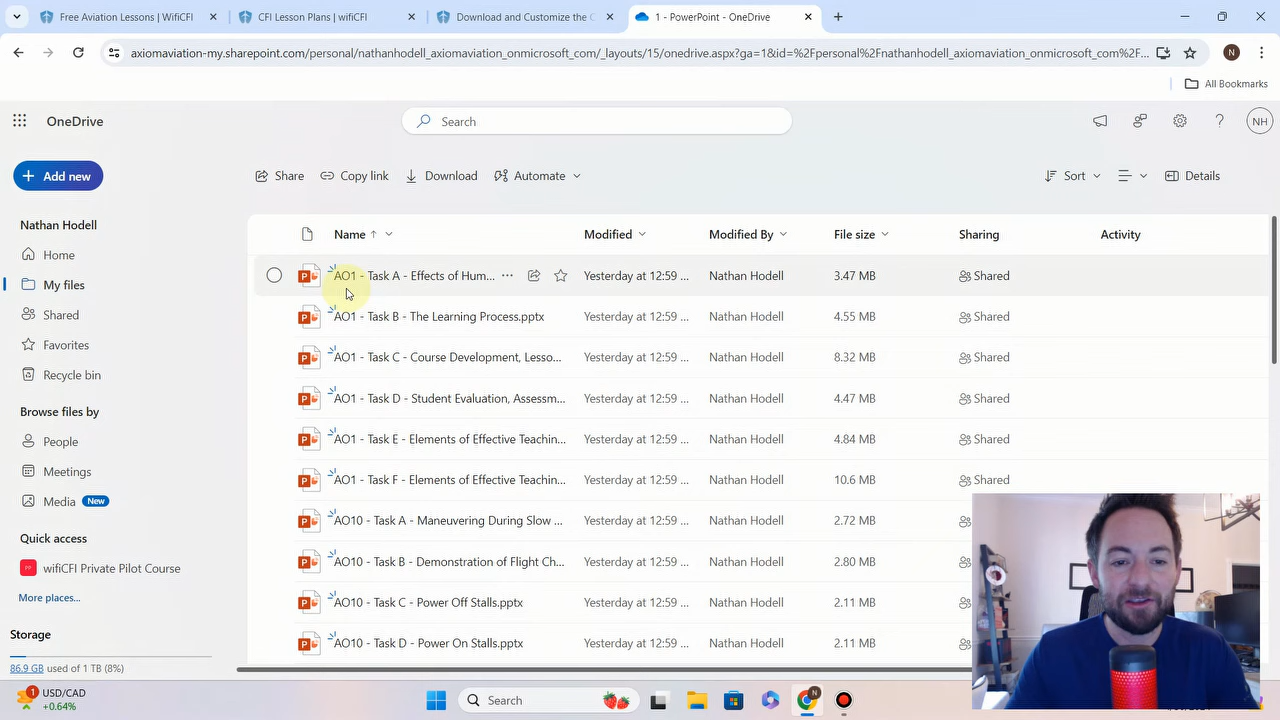 Free Aviation Lessons | WifiCFI
CFI Lesson Plans | wifiCFI
Download and Customize the C
1 - PowerPoint - OneDrive
axiomaviation-my.sharepoint.com/personal/nathanhodell_axiomaviation_onmicrosoft_com/_layouts/15/onedrive.aspx?ga=1&id=%2Fpersonal%2Fnathanhodell_axiomaviation_onmicrosoft_com%2F...
N
All Bookmarks
OneDrive
Search
NH
Add new
Share
Copy link
Download
Automate
Sort
Details
Nathan Hodell
Home
My files
Shared
Favorites
Recycle bin
Browse files by
People
Meetings
Media New
Quick access
PP wifiCFI Private Pilot Course
More places...
Storage
86.9 GB used of 1 TB (8%)
Name Modified Modified By File size Sharing Activity
AO1 - Task A - Effects of Hum... Yesterday at 12:59 ... Nathan Hodell 3.47 MB Shared
AO1 - Task B - The Learning Process.pptx Yesterday at 12:59 ... Nathan Hodell 4.55 MB Shared
AO1 - Task C - Course Development, Lesso... Yesterday at 12:59 ... Nathan Hodell 8.32 MB Shared
AO1 - Task D - Student Evaluation, Assessm... Yesterday at 12:59 ... Nathan Hodell 4.47 MB Shared
AO1 - Task E - Elements of Effective Teachin... Yesterday at 12:59 ... Nathan Hodell 4.84 MB Shared
AO1 - Task F - Elements of Effective Teachin... Yesterday at 12:59 ... Nathan Hodell 10.6 MB Shared
AO10 - Task A - Maneuvering During Slow ... Yesterday at 12:59 ... Nathan Hodell 2.72 MB
AO10 - Task B - Demonstration of Flight Ch... Yesterday at 12:59 ... Nathan Hodell 2.80 MB
AO10 - Task C - Power Off Stalls.pptx Yesterday at 12:59 ... Nathan Hodell 2.11 MB
AO10 - Task D - Power On Stalls.pptx Yesterday at 12:59 ... Nathan Hodell 2.11 MB
1
USD/CAD
+0.64%
Search
N